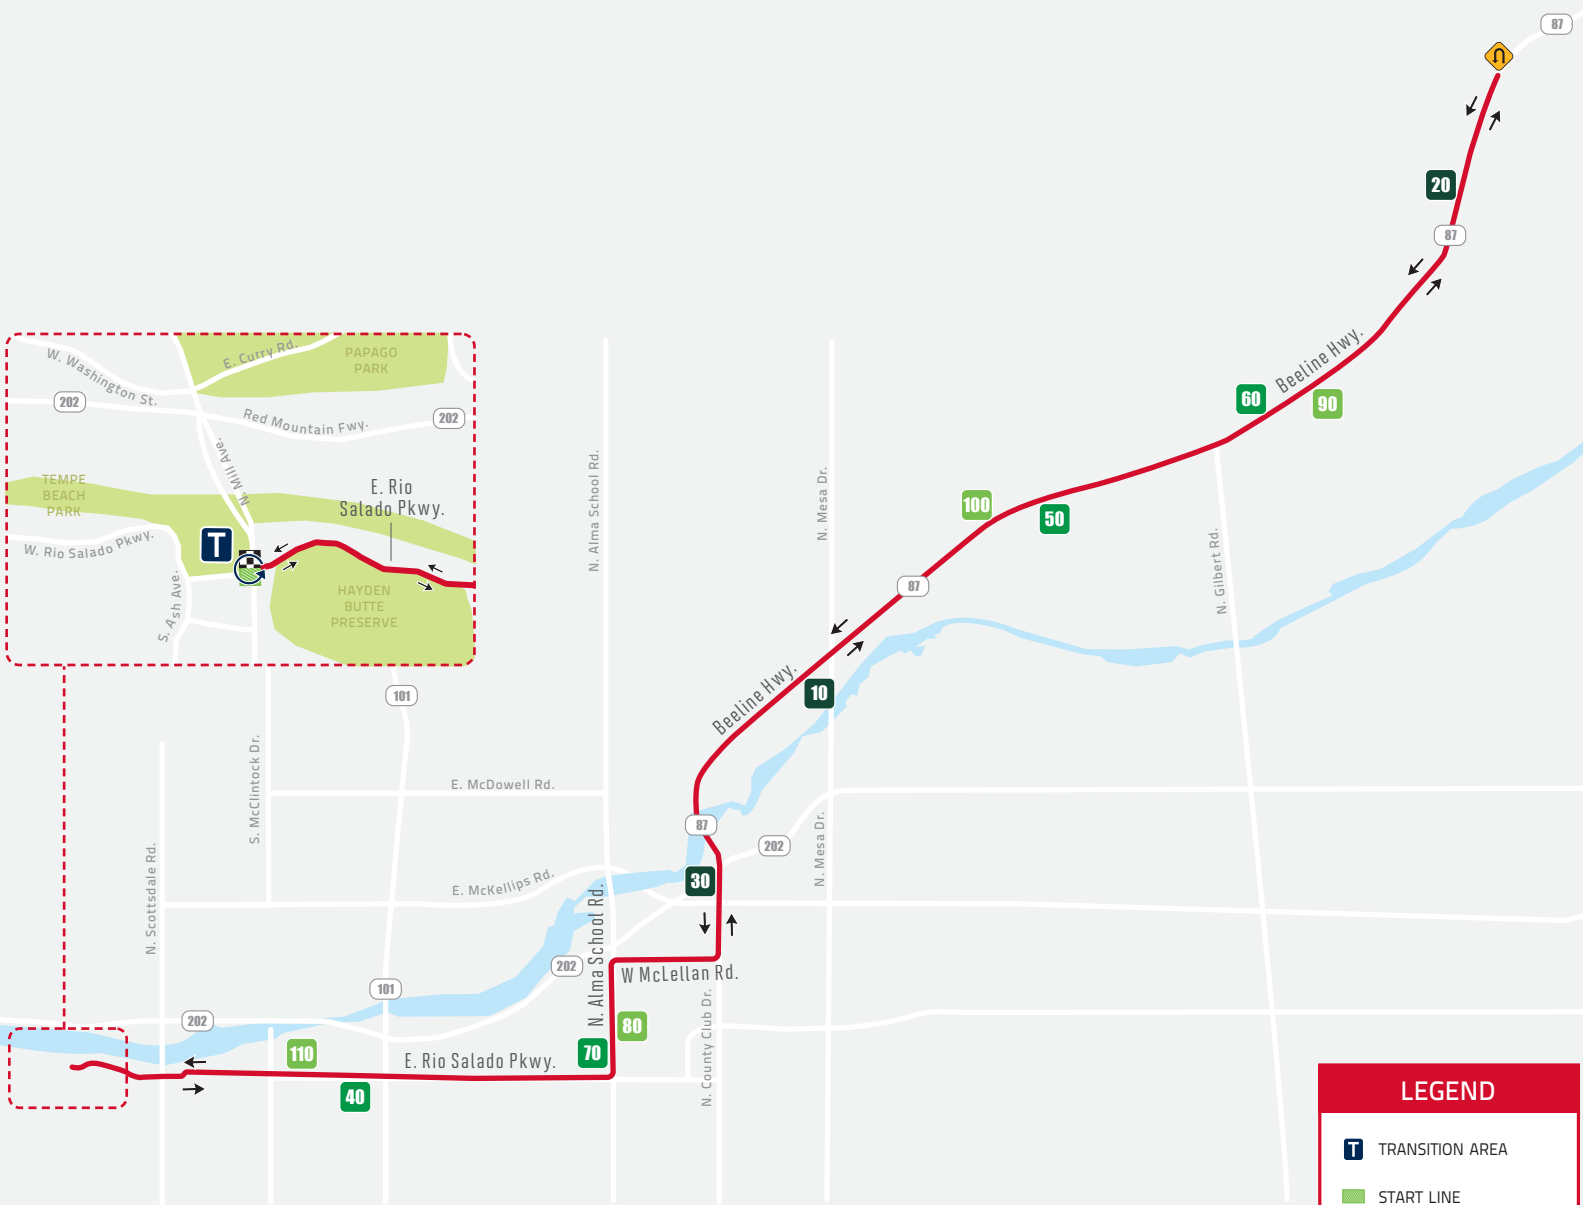 87
20
87
Beeline Hwy.
60
90
W. Washington St.
E. Curry Rd.
PAPAGO
PARK
202
Red Mountain Fwy.
202
N. Mill Ave.
TEMPE
BEACH
PARK
E. Rio
Salado Pkwy.
W. Rio Salado Pkwy.
T
S. Ash Ave.
HAYDEN
BUTTE
PRESERVE
N. Alma School Rd.
N. Mesa Dr.
100
50
N. Gilbert Rd.
87
10
Beeline Hwy.
101
S. McClintock Dr.
E. McDowell Rd.
87
202
N. Mesa Dr.
N. Scottsdale Rd.
E. McKellips Rd.
30
N. Alma School Rd.
202
W McLellan Rd.
101
202
80
N. County Club Dr.
110
E. Rio Salado Pkwy.
70
40
LEGEND
T TRANSITION AREA
START LINE